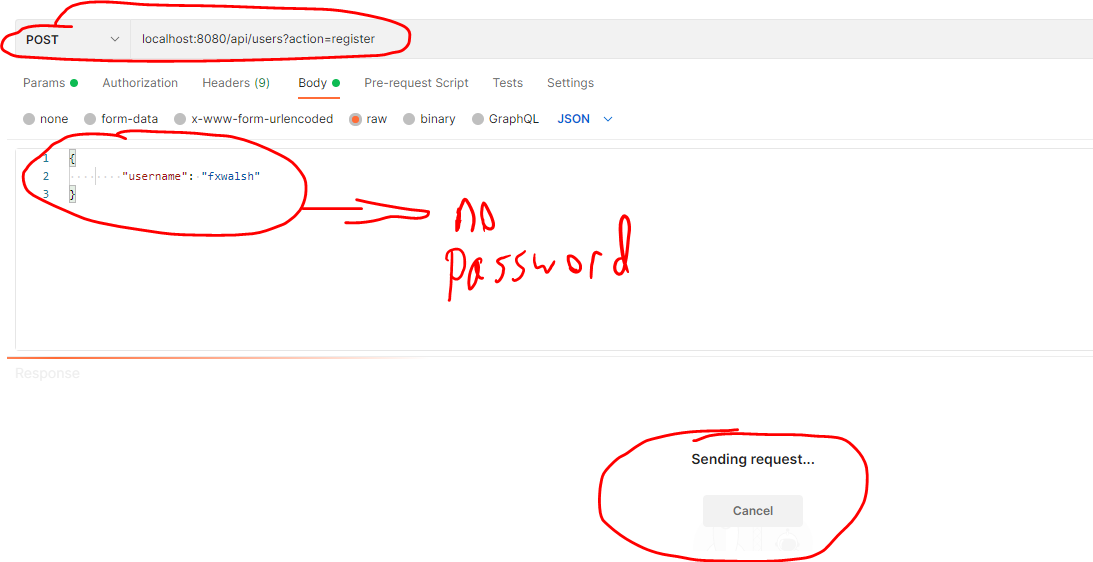 POST localhost:8080/api/users?action=register
Params Authorization Headers (9) Body Pre-request Script Tests Settings
none form-data x-www-form-urlencoded raw binary GraphQL JSON
1 {
2 "username": "fxwalsh"
3 }
no
password
Response
Sending request...
Cancel